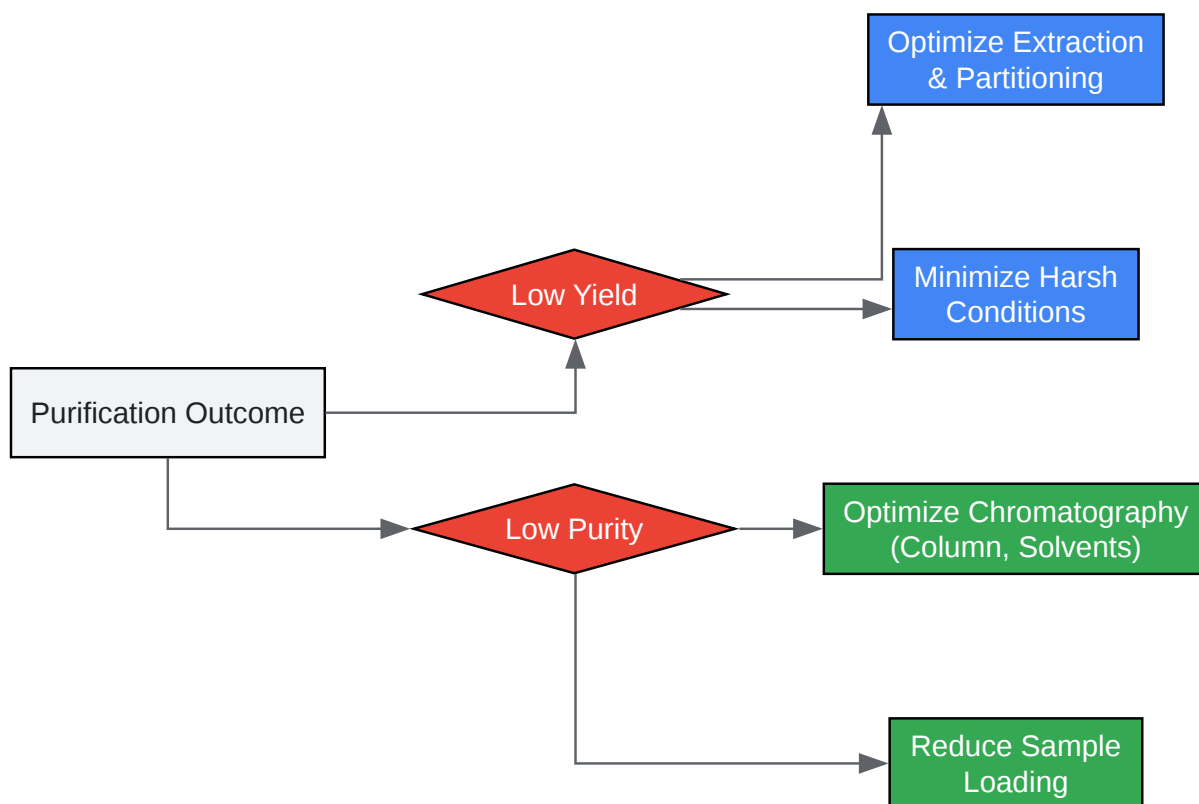 Optimize Extraction
& Partitioning
Low Yield
Minimize Harsh
Conditions
Purification Outcome
Low Purity
Optimize Chromatography
(Column, Solvents)
Reduce Sample
Loading